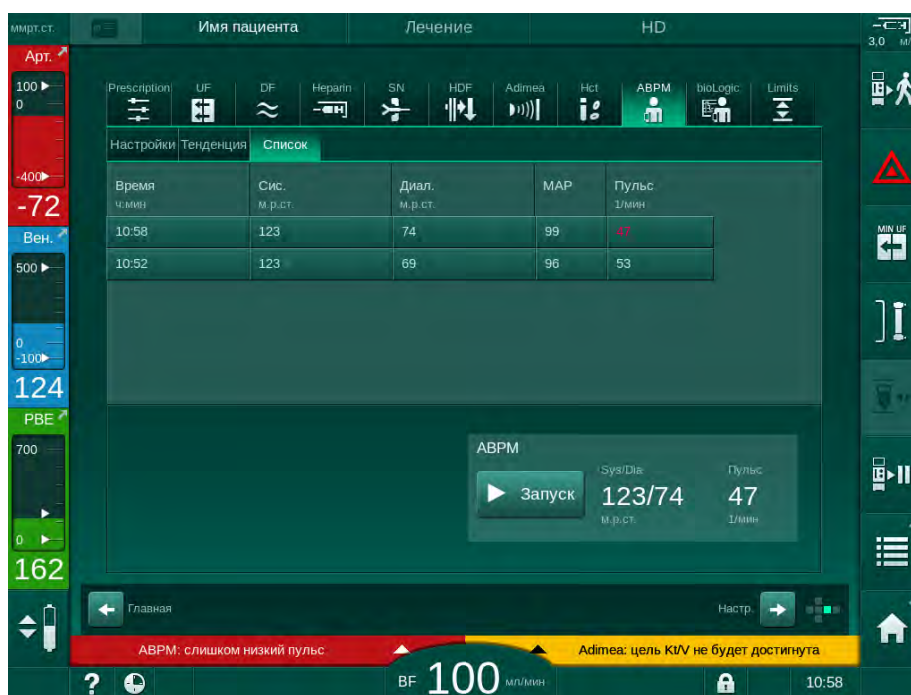 ммрт.ст.
Имя пациента
Лечение
HD
3,0
Арт.
100
0
-400
-72
Вен.
500
0
-100
124
PBE
700
0
162
Prescription
UF
DF
Heparin
SN
HDF
Adimea
Hct
ABPM
bioLogic
Limits
Настройки Тенденция Список
Время Сис. Диал. MAP Пульс
ч:мин м.р.ст. м.р.ст. 1/мин
10:58 123 74 99 47
10:52 123 69 96 53
ABPM
Sys/Dia Пульс
Запуск 123/74 47
м.р.ст. 1/мин
Главная
Настр.
MIN UF
ABPM: слишком низкий пульс
Adimea: цель Kt/V не будет достигнута
? BF 100 мл/мин 10:58